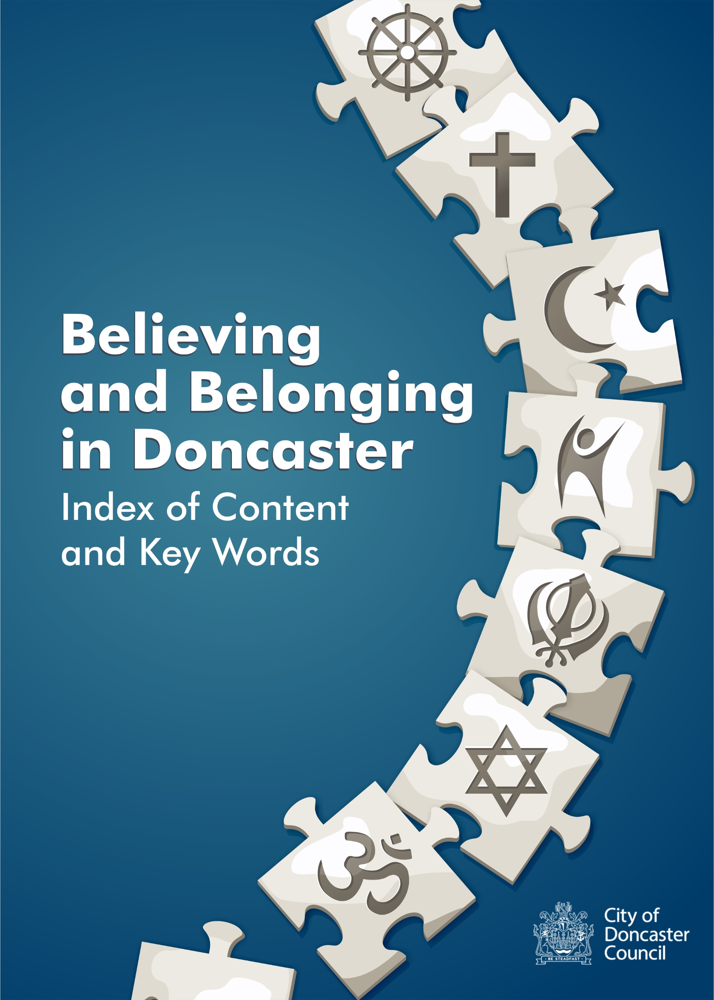 Believing
and Belonging
in Doncaster
Index of Content
and Key Words
City of
Doncaster
Council
BE STEADFAST